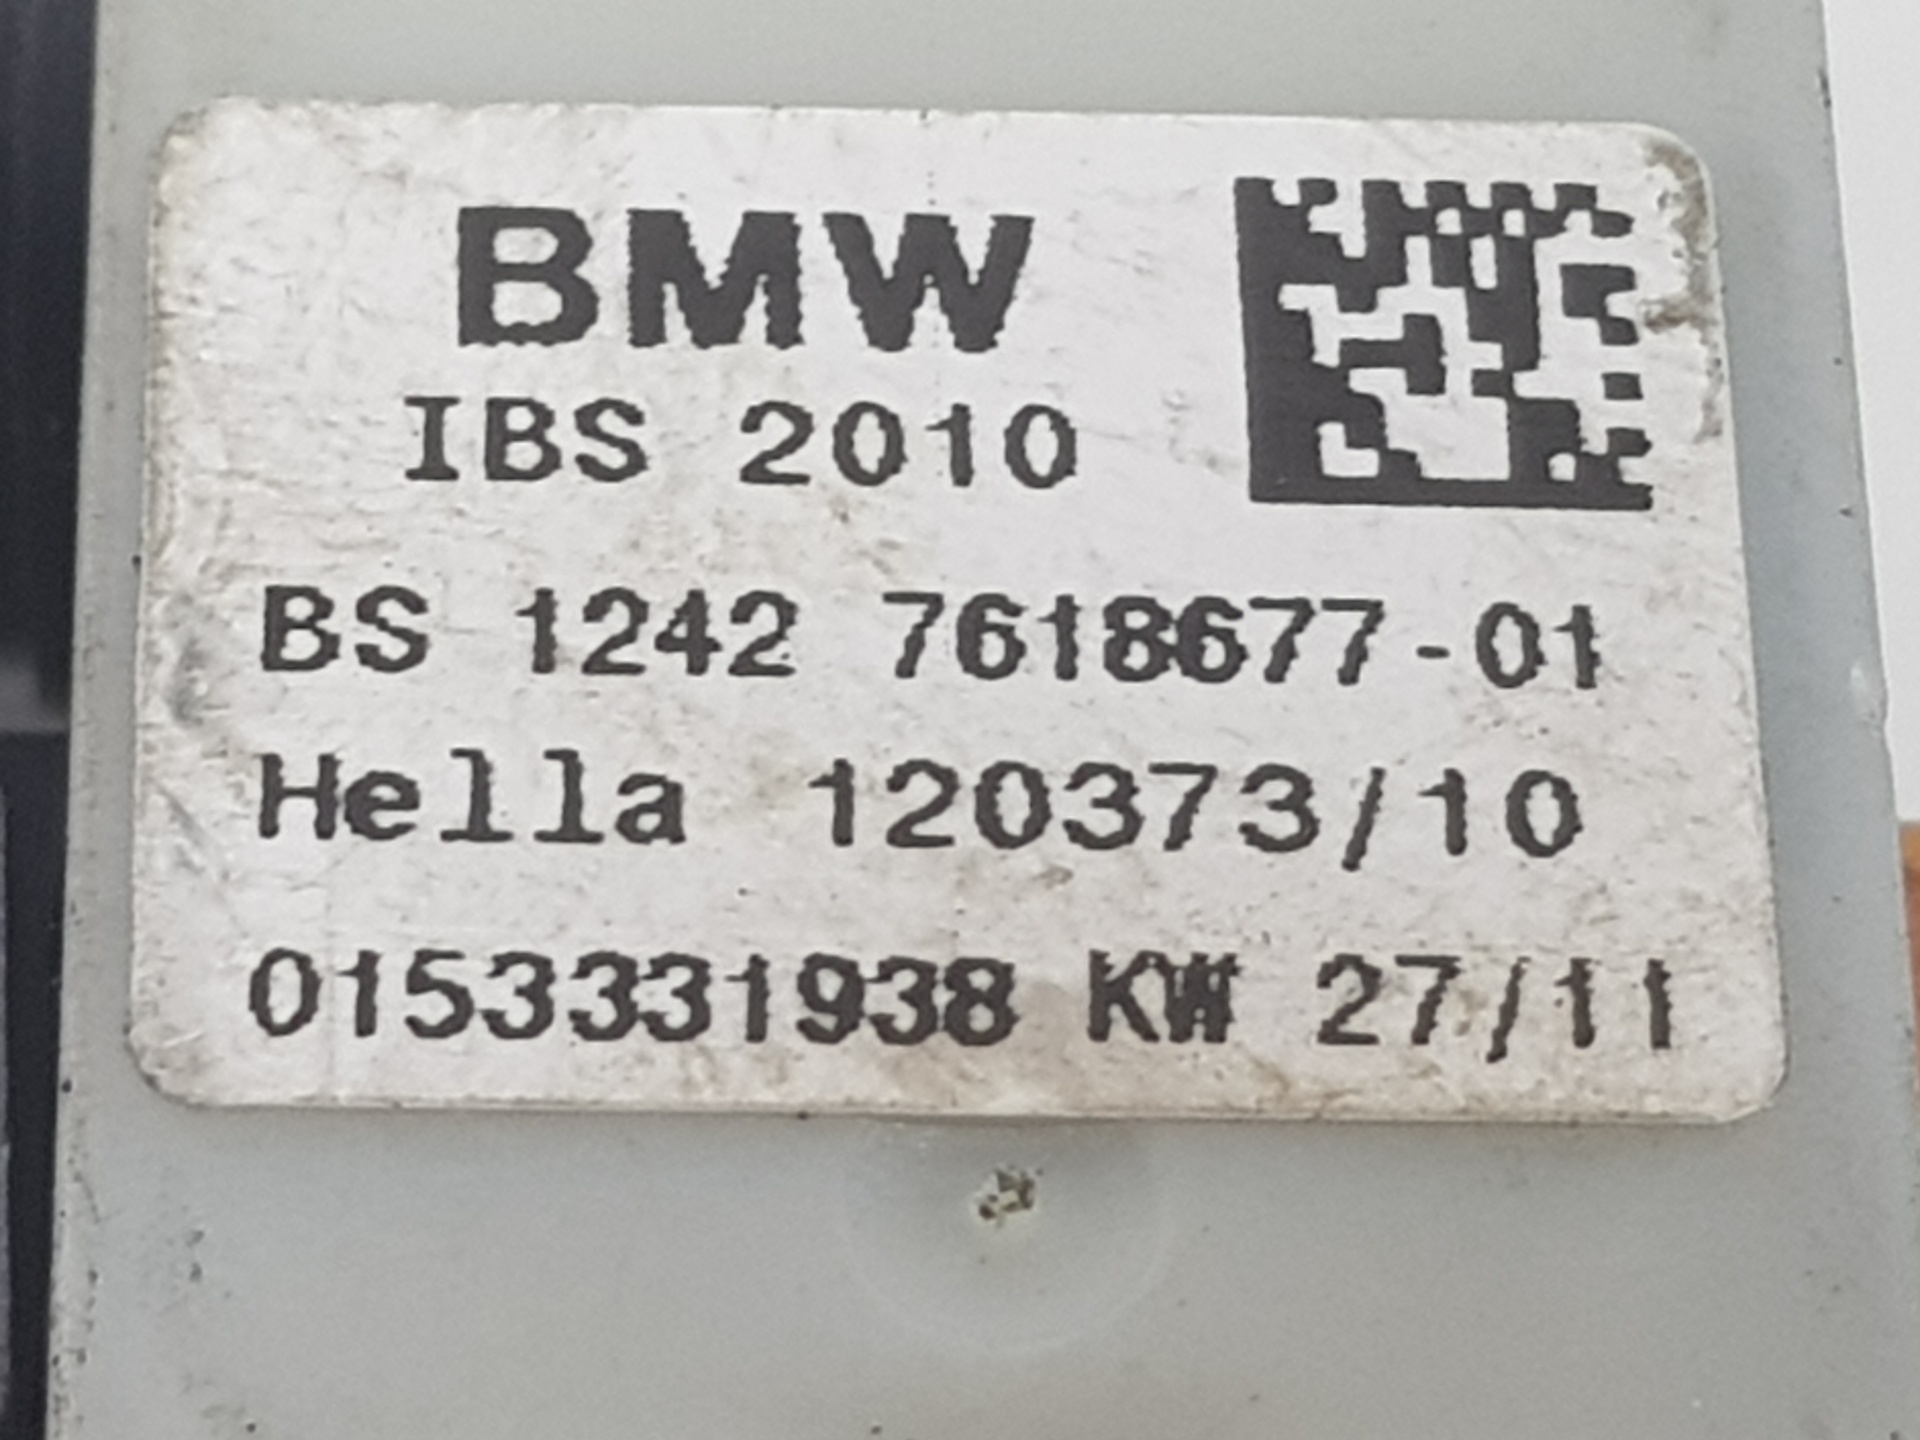 BMW
IBS 2010
BS 1242 7618677-01
Hella 120373/10
0153331938 KW 27/11